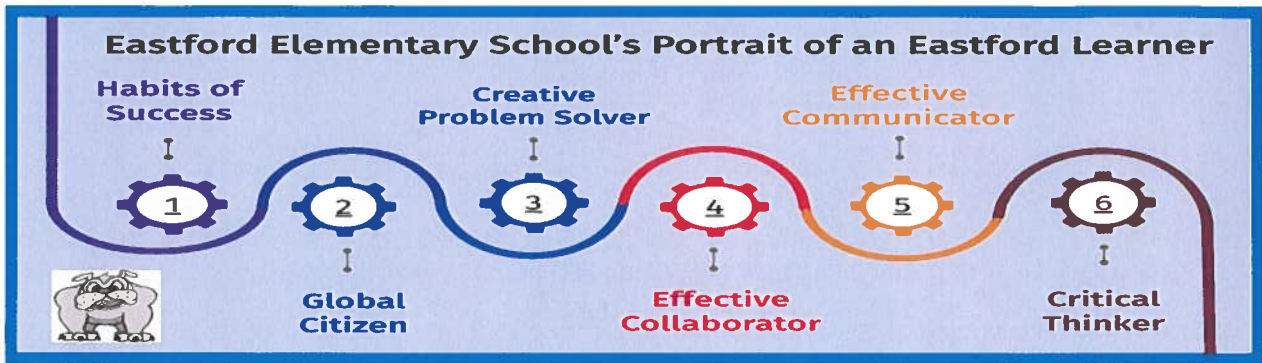 Eastford Elementary School's Portrait of an Eastford Learner
Habits of
Success
1
2
Global
Citizen
Creative
Problem Solver
3
4
Effective
Collaborator
Effective
Communicator
5
6
Critical
Thinker